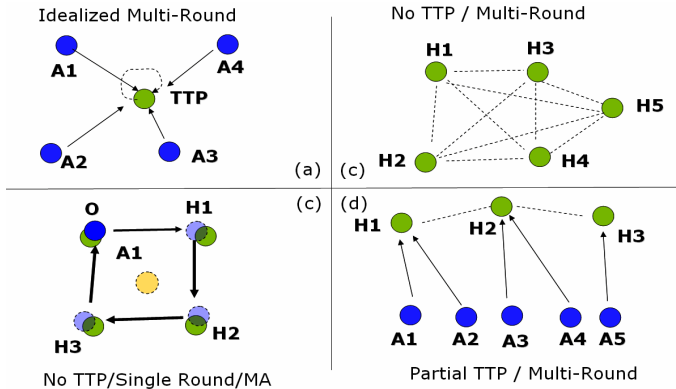 Idealized Multi-Round
A1
A4
TTP
A2
A3
(a)
No TTP / Multi-Round
H1
H3
H5
H2
H4
(c)
O
H1
(c)
A1
H3
H2
No TTP/Single Round/MA
(d)
H1
H2
H3
A1
A2
A3
A4
A5
Partial TTP / Multi-Round